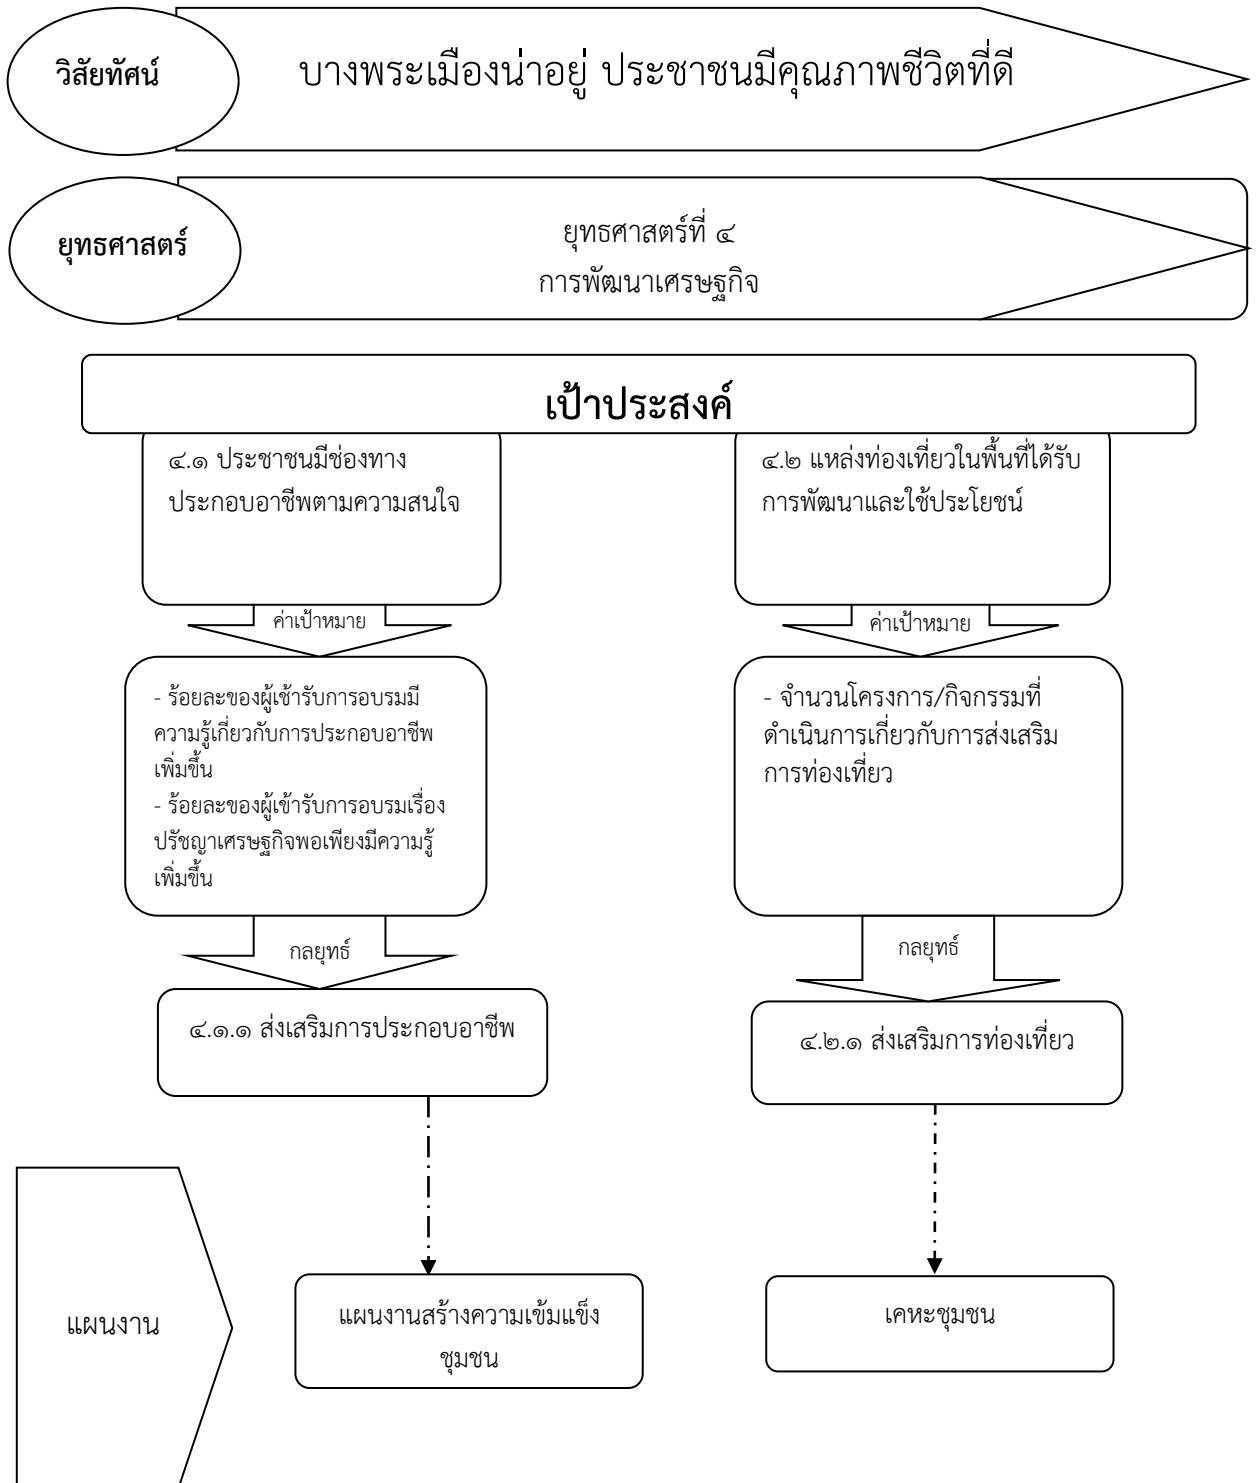 วิสัยทัศน์
บางพระเมืองน่าอยู่ ประชาชนมีคุณภาพชีวิตที่ดี
ยุทธศาสตร์
ยุทธศาสตร์ที่ ๔
การพัฒนาเศรษฐกิจ
เป้าประสงค์
๔.๑ ประชาชนมีช่องทาง
ประกอบอาชีพตามความสนใจ
๔.๒ แหล่งท่องเที่ยวในพื้นที่ได้รับ
การพัฒนาและใช้ประโยชน์
ค่าเป้าหมาย
ค่าเป้าหมาย
- ร้อยละของผู้เช้ารับการอบรมมี
ความรู้เกี่ยวกับการประกอบอาชีพ
เพิ่มขึ้น
- ร้อยละของผู้เข้ารับการอบรมเรื่อง
ปรัชญาเศรษฐกิจพอเพียงมีความรู้
เพิ่มขึ้น
- จำนวนโครงการ/กิจกรรมที่
ดำเนินการเกี่ยวกับการส่งเสริม
การท่องเที่ยว
กลยุทธ์
กลยุทธ์
๔.๑.๑ ส่งเสริมการประกอบอาชีพ
๔.๒.๑ ส่งเสริมการท่องเที่ยว
แผนงาน
แผนงานสร้างความเข้มแข็ง
ชุมชน
เคหะชุมชน